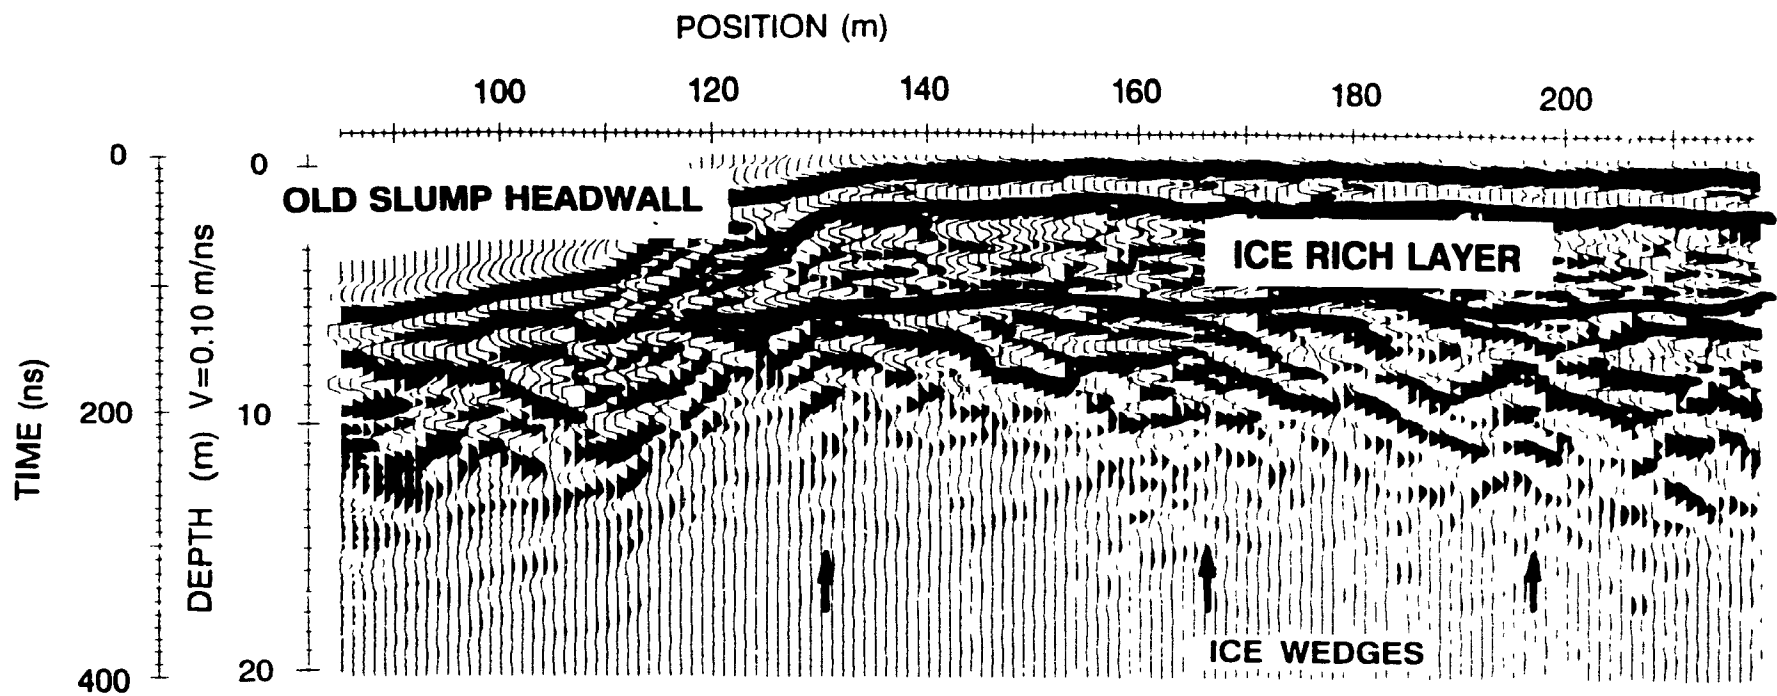 POSITION (m)
100 120 140 160 180 200
0
0
OLD SLUMP HEADWALL
ICE RICH LAYER
TIME (ns)
DEPTH (m) V=0.10 m/ns
200
10
ICE WEDGES
400
20